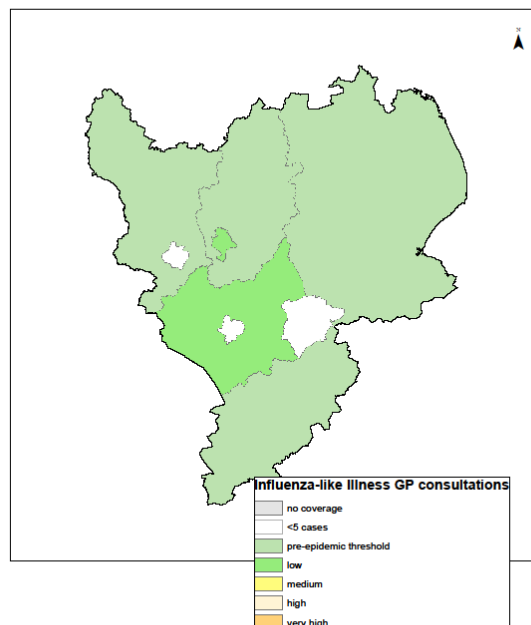 Influenza-like Illness GP consultations
no coverage
<5 cases
pre-epidemic threshold
low
medium
high
very high